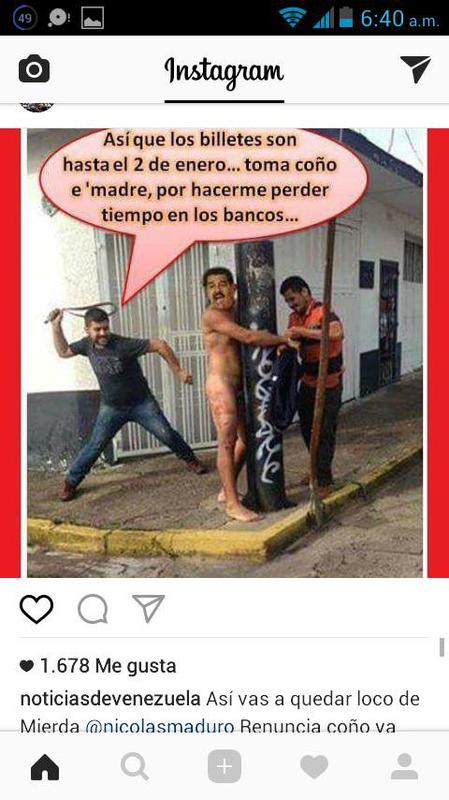 49
6:40 a.m.
Instagram
Así que los billetes son
hasta el 2 de enero... toma coño
e 'madre, por hacerme perder
tiempo en los bancos...
1.678 Me gusta
noticiasdevenezuela Así vas a quedar loco de
Mierda @nicolasmaduro Renuncia coño ya